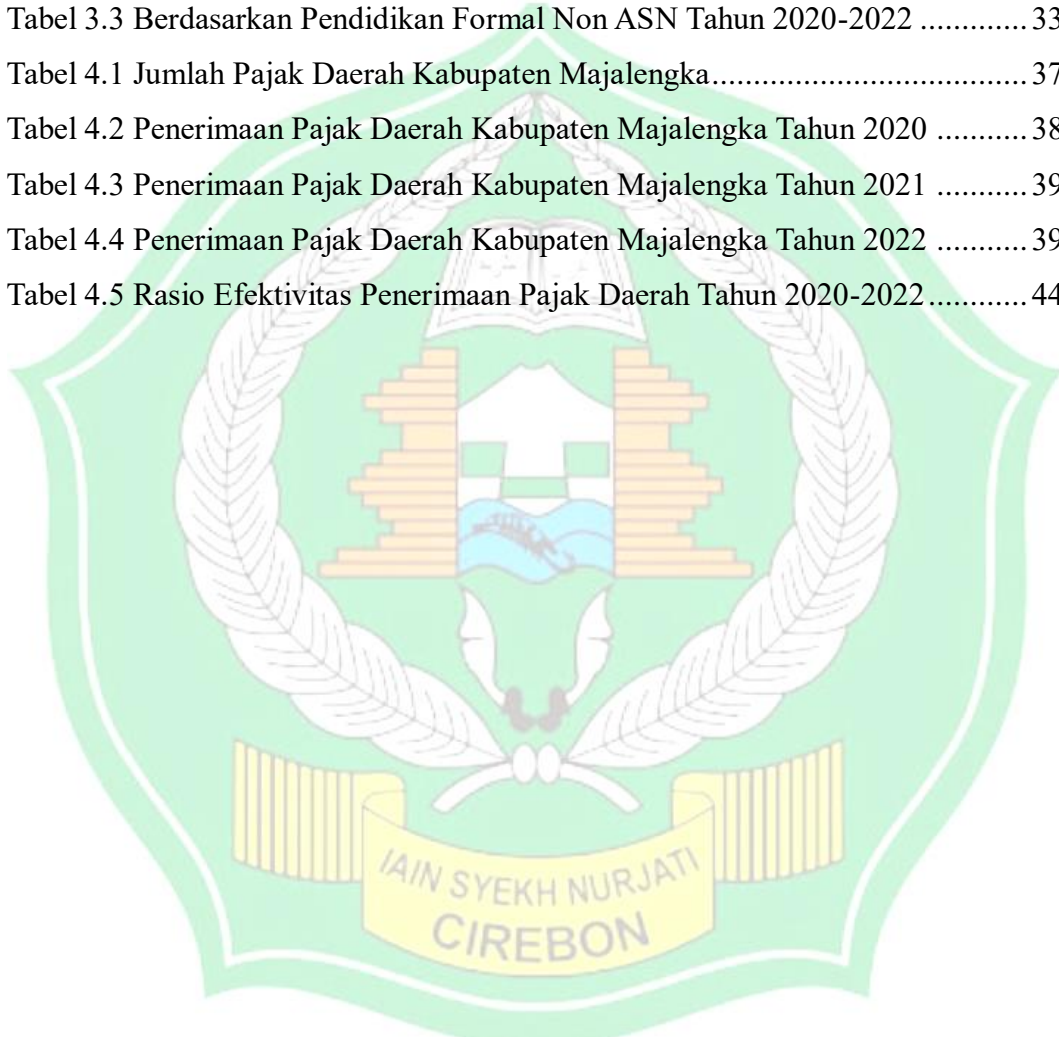 Tabel 3.3 Berdasarkan Pendidikan Formal Non ASN Tahun 2020-2022 ............ 33
Tabel 4.1 Jumlah Pajak Daerah Kabupaten Majalengka.................................... 37
Tabel 4.2 Penerimaan Pajak Daerah Kabupaten Majalengka Tahun 2020 ........... 38
Tabel 4.3 Penerimaan Pajak Daerah Kabupaten Majalengka Tahun 2021 ........... 39
Tabel 4.4 Penerimaan Pajak Daerah Kabupaten Majalengka Tahun 2022 ........... 39
Tabel 4.5 Rasio Efektivitas Penerimaan Pajak Daerah Tahun 2020-2022............ 44
IAIN SYEKH NURJATI
CIREBON